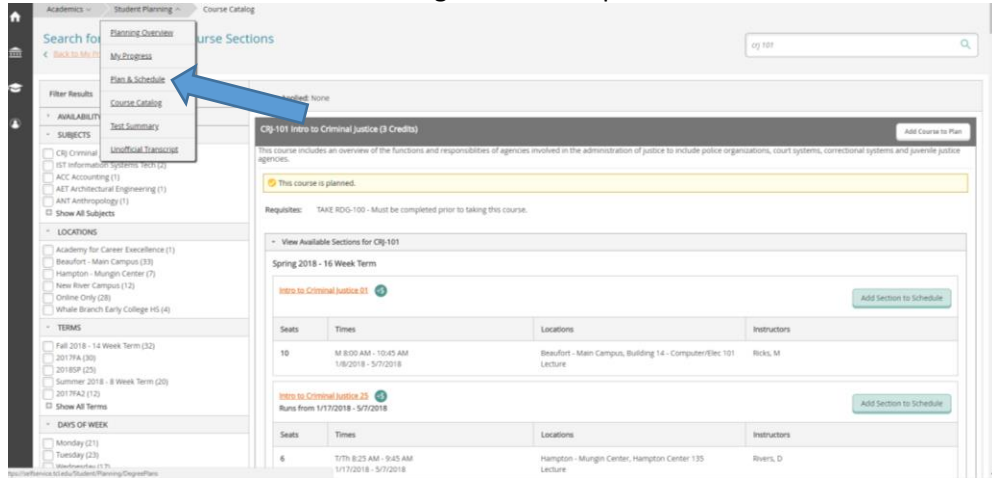 Academics
Student Planning
Course Catalog
Search for
urse Sections
Planning Overview
My Progress
Plan & Schedule
Course Catalog
Test Summary
Unofficial Transcript
crj 101
Filter Results
None
AVAILABILITY
SUBJECTS
CRJ Criminal
IST Information Systems Tech (2)
ACC Accounting (1)
AET Architectural Engineering (1)
ANT Anthropology (1)
Show All Subjects
LOCATIONS
Academy for Career Execellence (1)
Beaufort - Main Campus (33)
Hampton - Mungin Center (7)
New River Campus (12)
Online Only (28)
Whale Branch Early College HS (4)
TERMS
Fall 2018 - 14 Week Term (32)
2017FA (30)
2018SP (25)
Summer 2018 - 8 Week Term (20)
2017FA2 (12)
Show All Terms
DAYS OF WEEK
Monday (21)
Tuesday (23)
Wednesday (17)
CRJ-101 Intro to Criminal Justice (3 Credits)
Add Course to Plan
This course includes an overview of the functions and responsibilities of agencies involved in the administration of justice to include police organizations, court systems, correctional systems and juvenile justice
agencies.
This course is planned.
Requisites: TAKE RDG-100 - Must be completed prior to taking this course.
View Available Sections for CRJ-101
Spring 2018 - 16 Week Term
Intro to Criminal Justice 01
Add Section to Schedule
Seats Times Locations Instructors
10 M 8:00 AM - 10:45 AM Beaufort - Main Campus, Building 14 - Computer/Elec 101 Ricks, M
1/8/2018 - 5/7/2018 Lecture
Intro to Criminal Justice 25
Runs from 1/17/2018 - 5/7/2018
Add Section to Schedule
Seats Times Locations Instructors
6 T/Th 8:25 AM - 9:45 AM Hampton - Mungin Center, Hampton Center 135 Rivers, D
1/17/2018 - 5/7/2018 Lecture